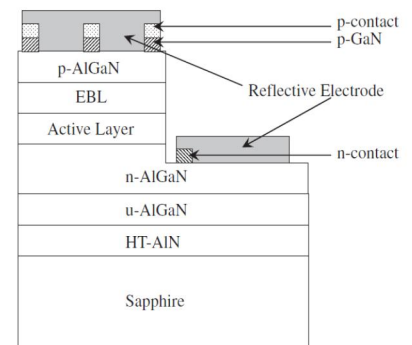 p-contact
p-GaN
p-AlGaN
Reflective Electrode
EBL
Active Layer
n-contact
n-AlGaN
u-AlGaN
HT-AlN
Sapphire